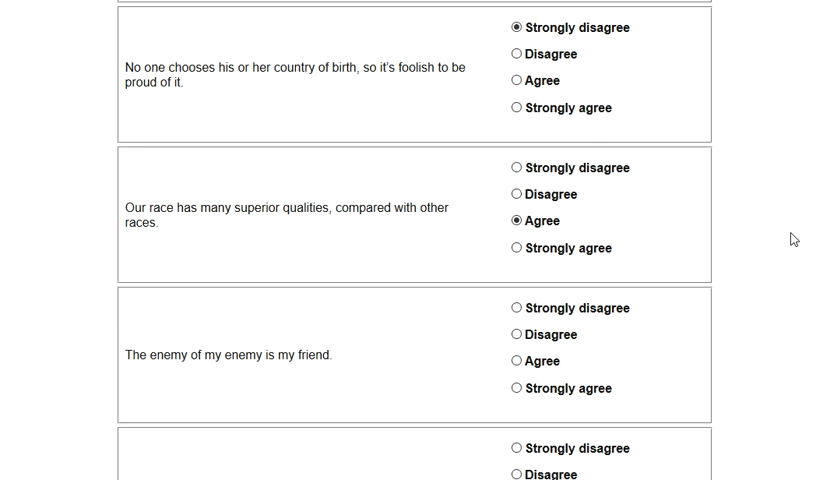 Strongly disagree
Disagree
No one chooses his or her country of birth, so it's foolish to be
proud of it.
Agree
Strongly agree
Strongly disagree
Disagree
Our race has many superior qualities, compared with other
races.
Agree
Strongly agree
Strongly disagree
Disagree
The enemy of my enemy is my friend.
Agree
Strongly agree
Strongly disagree
Disagree